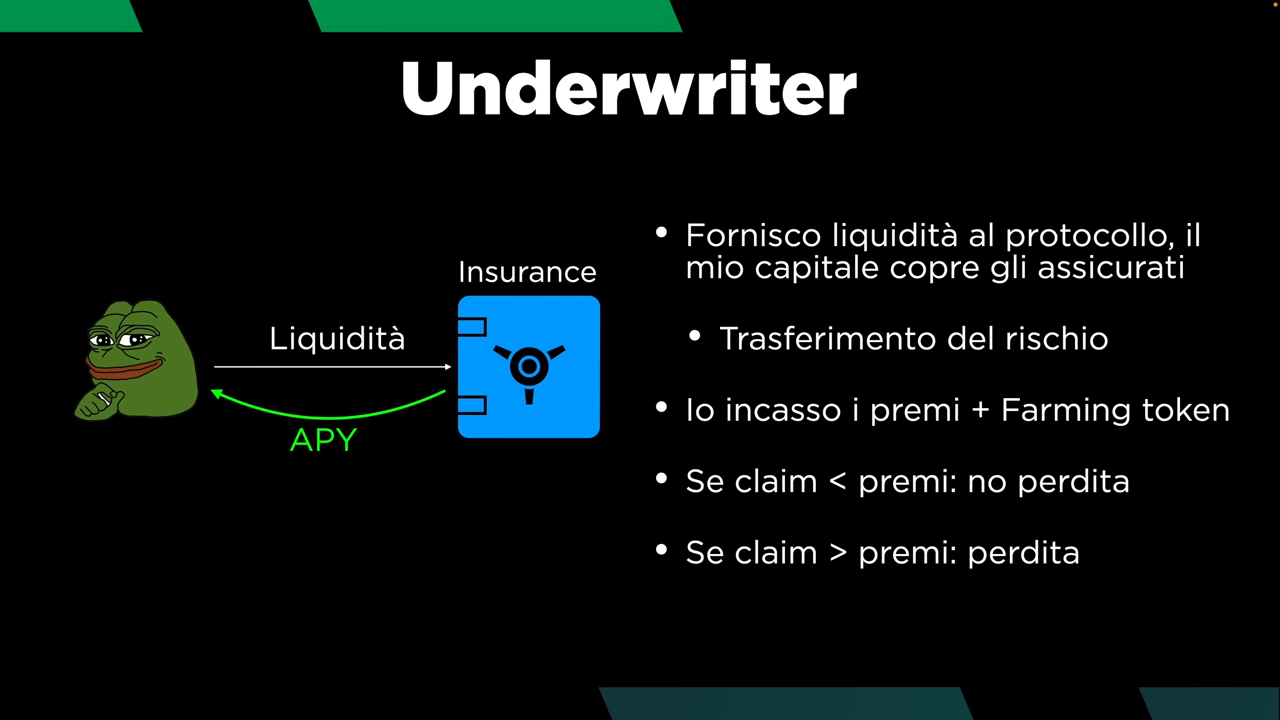 Underwriter
Insurance
Liquidità
APY
• Fornisco liquidità al protocollo, il
mio capitale copre gli assicurati
• Trasferimento del rischio
• Io incasso i premi + Farming token
• Se claim < premi: no perdita
• Se claim > premi: perdita